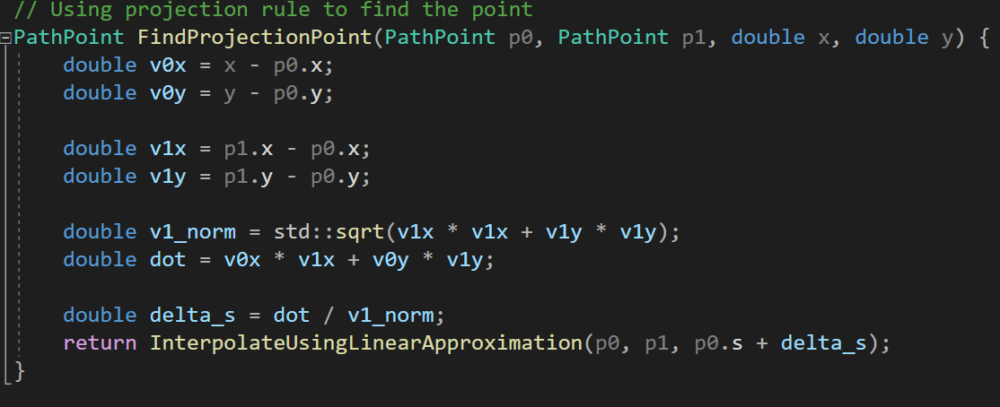 // Using projection rule to find the point
PathPoint FindProjectionPoint(PathPoint p0, PathPoint p1, double x, double y) {
double v0x = x - p0.x;
double v0y = y - p0.y;
double v1x = p1.x - p0.x;
double v1y = p1.y - p0.y;
double v1_norm = std::sqrt(v1x * v1x + v1y * v1y);
double dot = v0x * v1x + v0y * v1y;
double delta_s = dot / v1_norm;
return InterpolateUsingLinearApproximation(p0, p1, p0.s + delta_s);
}